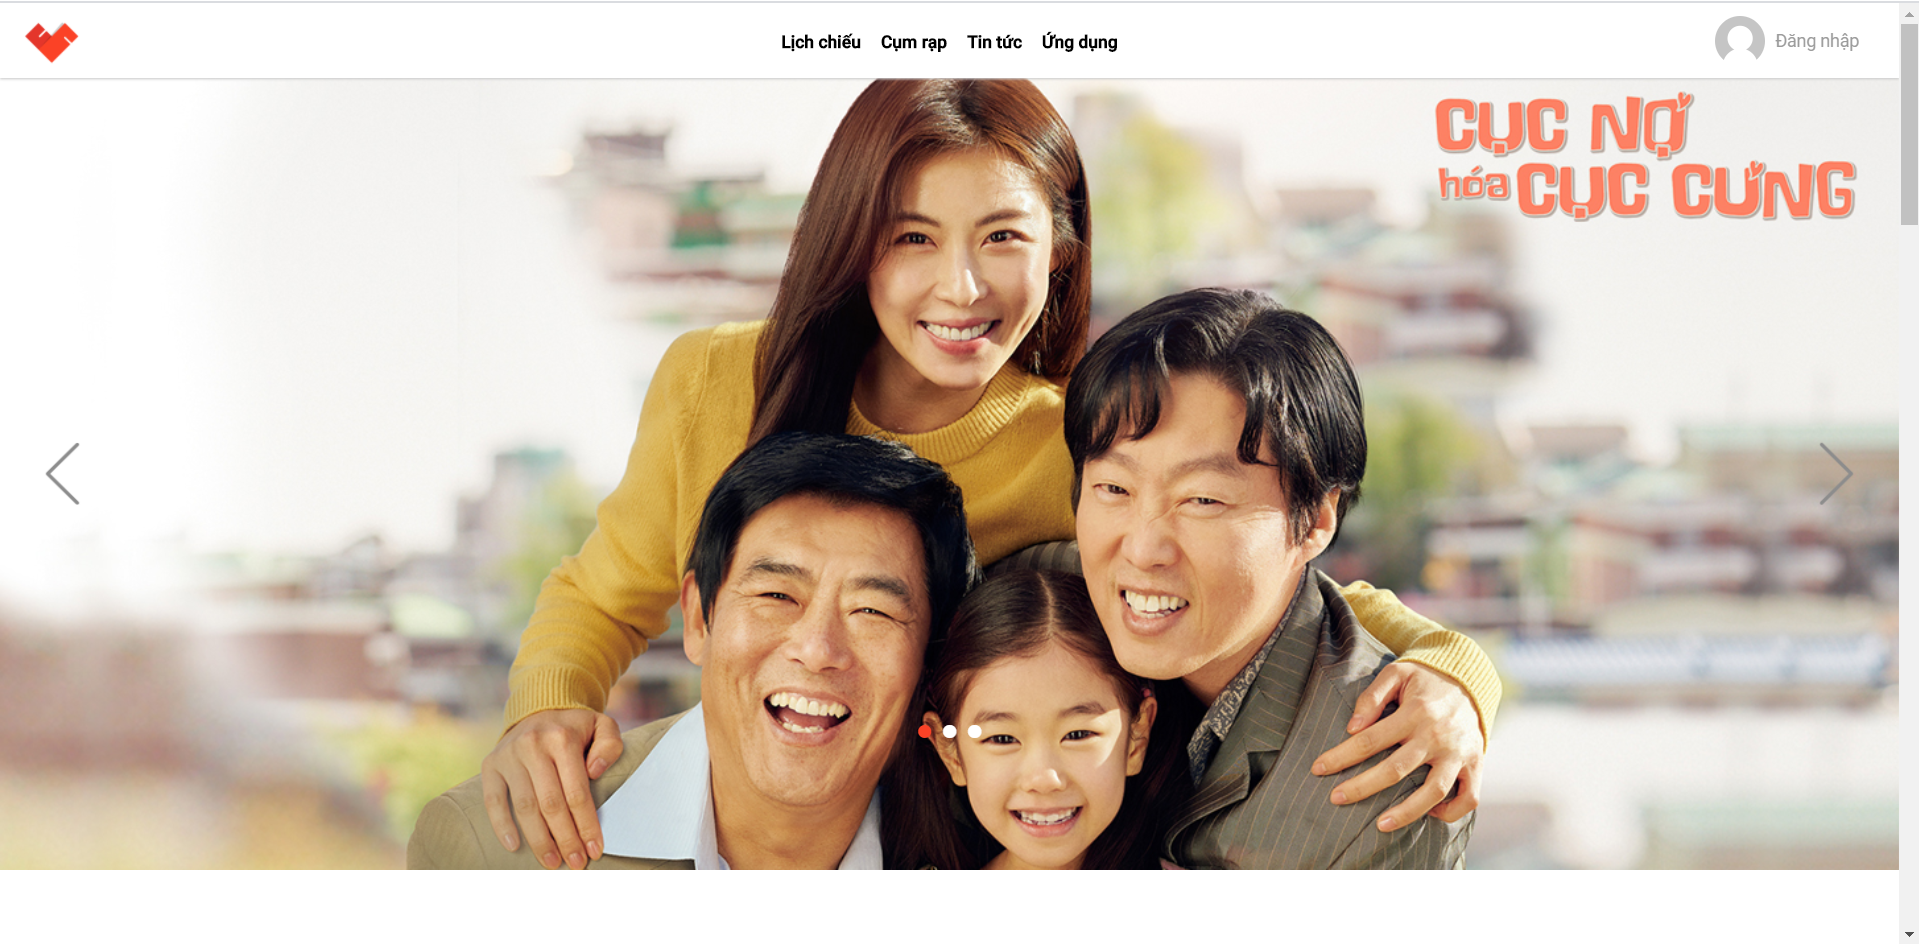 Lịch chiếu Cụm rạp Tin tức Ứng dụng
Đăng nhập
CỤC NỢ
hóa CỤC CƯNG